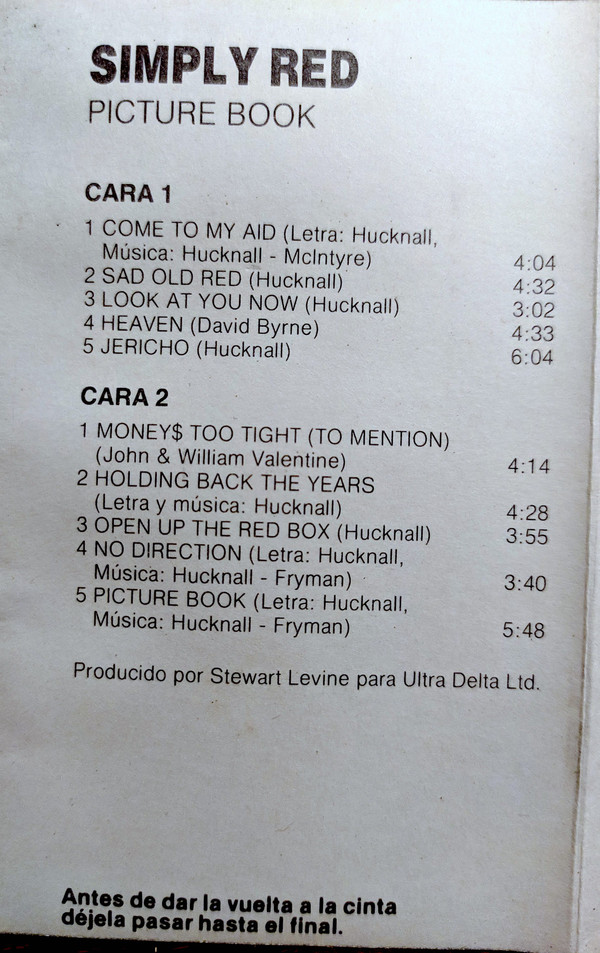 SIMPLY RED
PICTURE BOOK
CARA 1
1 COME TO MY AID (Letra: Hucknall,
Música: Hucknall - McIntyre) 4:04
2 SAD OLD RED (Hucknall) 4:32
3 LOOK AT YOU NOW (Hucknall) 3:02
4 HEAVEN (David Byrne) 4:33
5 JERICHO (Hucknall) 6:04
CARA 2
1 MONEY$ TOO TIGHT (TO MENTION)
(John & William Valentine) 4:14
2 HOLDING BACK THE YEARS
(Letra y música: Hucknall) 4:28
3 OPEN UP THE RED BOX (Hucknall) 3:55
4 NO DIRECTION (Letra: Hucknall,
Música: Hucknall - Fryman) 3:40
5 PICTURE BOOK (Letra: Hucknall,
Música: Hucknall - Fryman) 5:48
Producido por Stewart Levine para Ultra Delta Ltd.
Antes de dar la vuelta a la cinta
déjela pasar hasta el final.